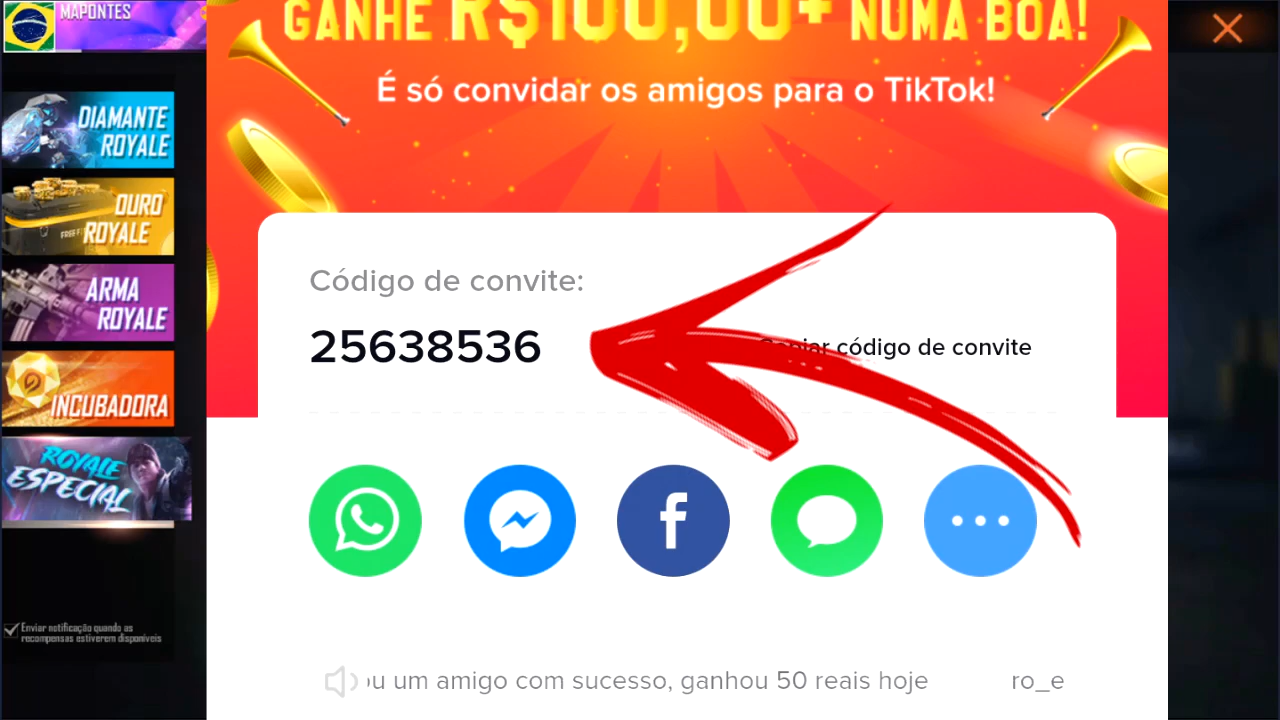 MAPONTES
DIAMANTE
ROYALE
OURO
ROYALE
ARMA
ROYALE
INCUBADORA
ROYALE
ESPECIAL
Enviar notificação quando as
recompensas estiverem disponíveis
GANHE R$100,00+ NUMA BOA!
É só convidar os amigos para o TikTok!
Código de convite:
25638536
Copiar código de convite
um amigo com sucesso, ganhou 50 reais hoje
ro_e